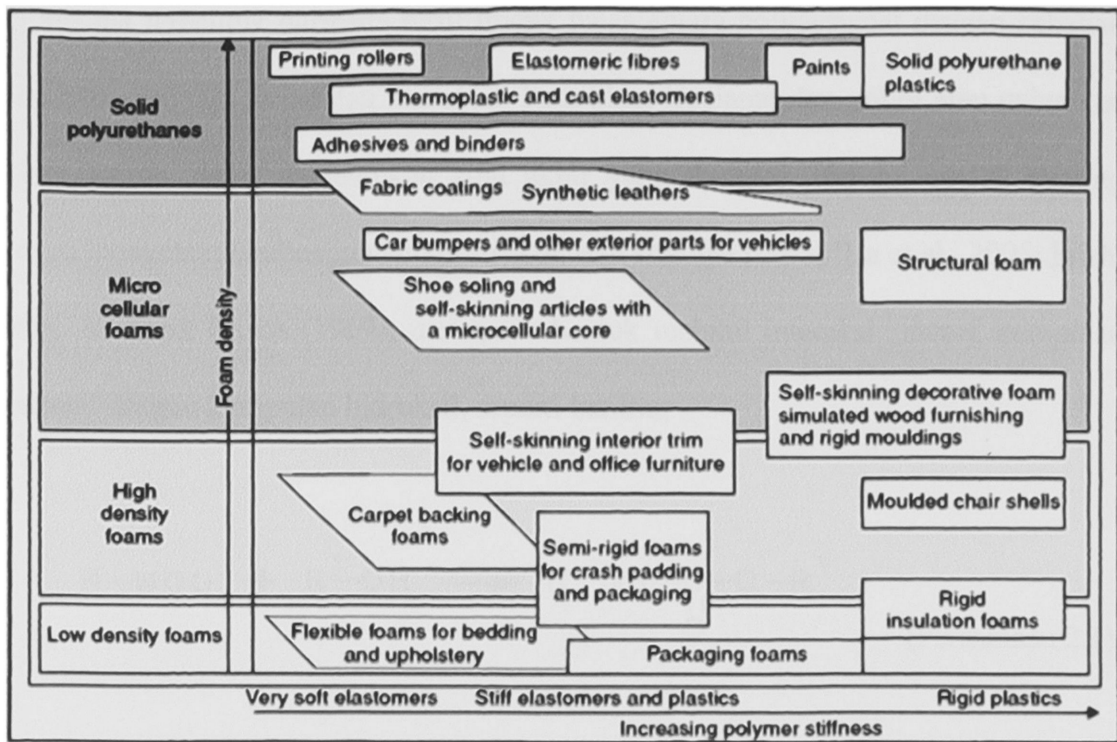 Printing rollers
Elastomeric fibres
Paints
Solid polyurethane
plastics
Thermoplastic and cast elastomers
Solid
polyurethanes
Adhesives and binders
Fabric coatings
Synthetic leathers
Car bumpers and other exterior parts for vehicles
Structural foam
Micro
cellular
foams
Shoe soling and
self-skinning articles with
a microcellular core
Foam density
Self-skinning decorative foam
simulated wood furnishing
and rigid mouldings
Self-skinning interior trim
for vehicle and office furniture
High
density
foams
Moulded chair shells
Carpet backing
foams
Semi-rigid foams
for crash padding
and packaging
Rigid
insulation foams
Low density foams
Flexible foams for bedding
and upholstery
Packaging foams
Very soft elastomers
Stiff elastomers and plastics
Rigid plastics
Increasing polymer stiffness